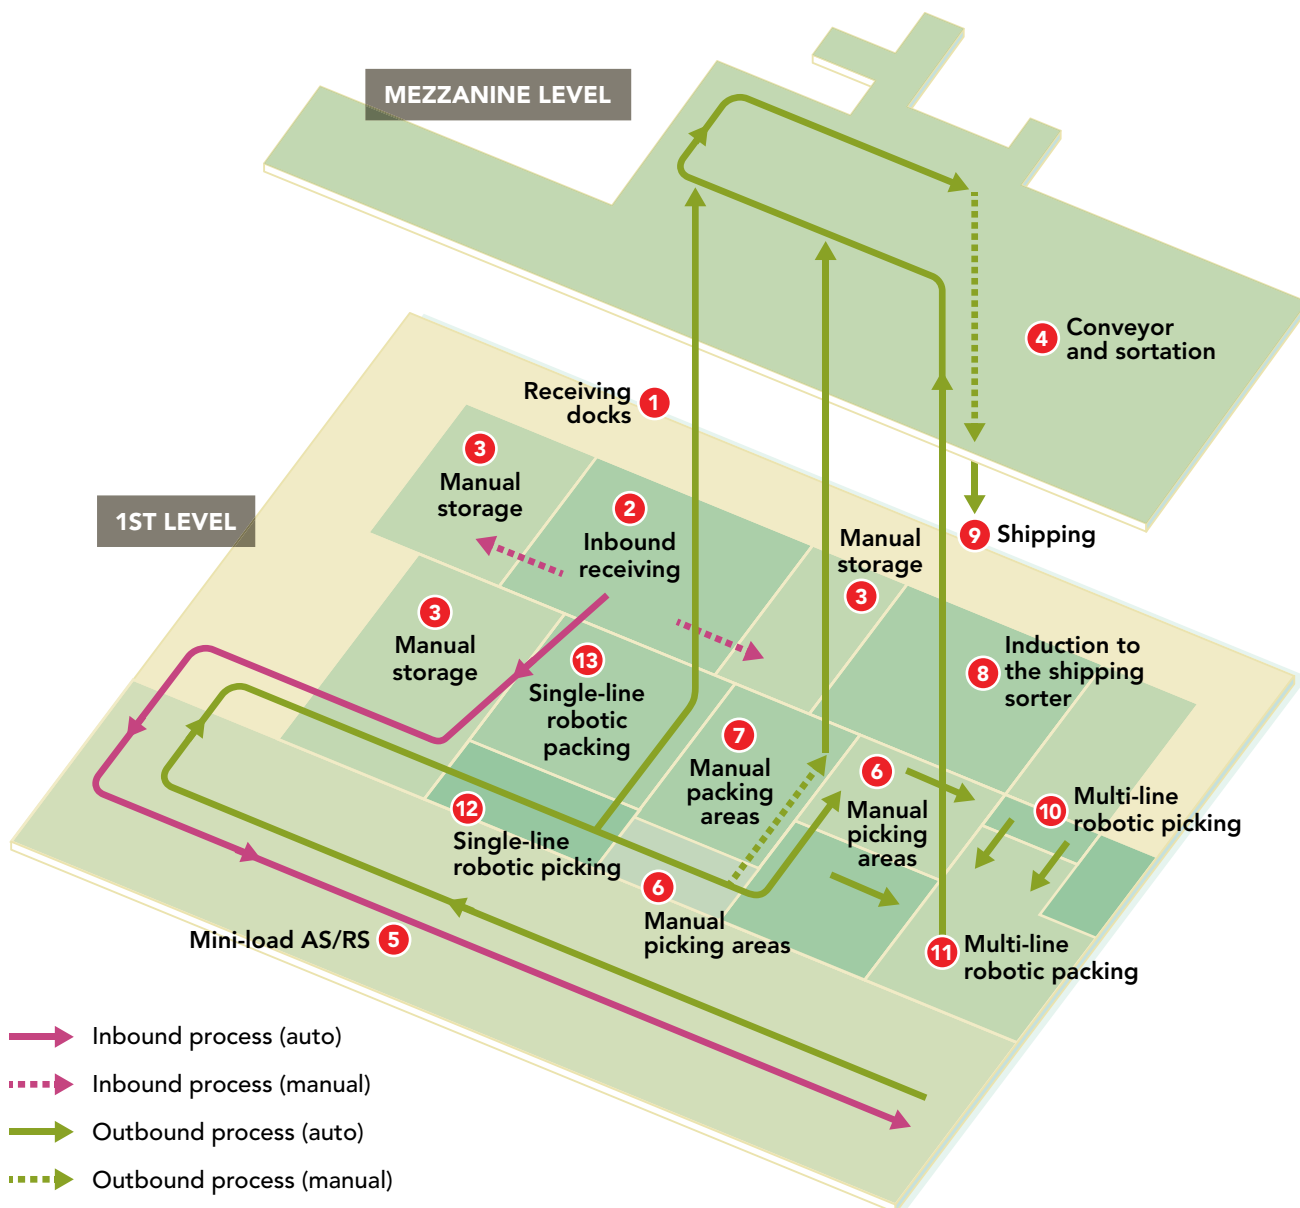 MEZZANINE LEVEL
4 Conveyor
and sortation
Receiving
docks 1
3
Manual
storage
1ST LEVEL
2
Inbound
receiving
9 Shipping
Manual
storage
3
3
Manual
storage
13
Single-line
robotic
packing
Induction to
8 the shipping
sorter
7
Manual
packing
areas
6
Manual
picking
areas
10 Multi-line
robotic picking
12
Single-line
robotic picking
6
Manual
picking areas
Mini-load AS/RS 5
11 Multi-line
robotic packing
Inbound process (auto)
Inbound process (manual)
Outbound process (auto)
Outbound process (manual)